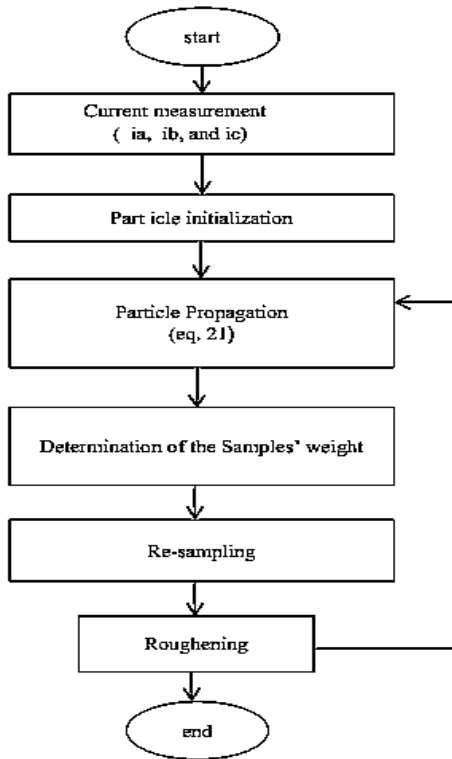 start
Current measurement
( ia, ib, and ic)
Part icle initialization
Particle Propagation
(eq. 21)
Determination of the Samples' weight
Re-sampling
Roughening
end